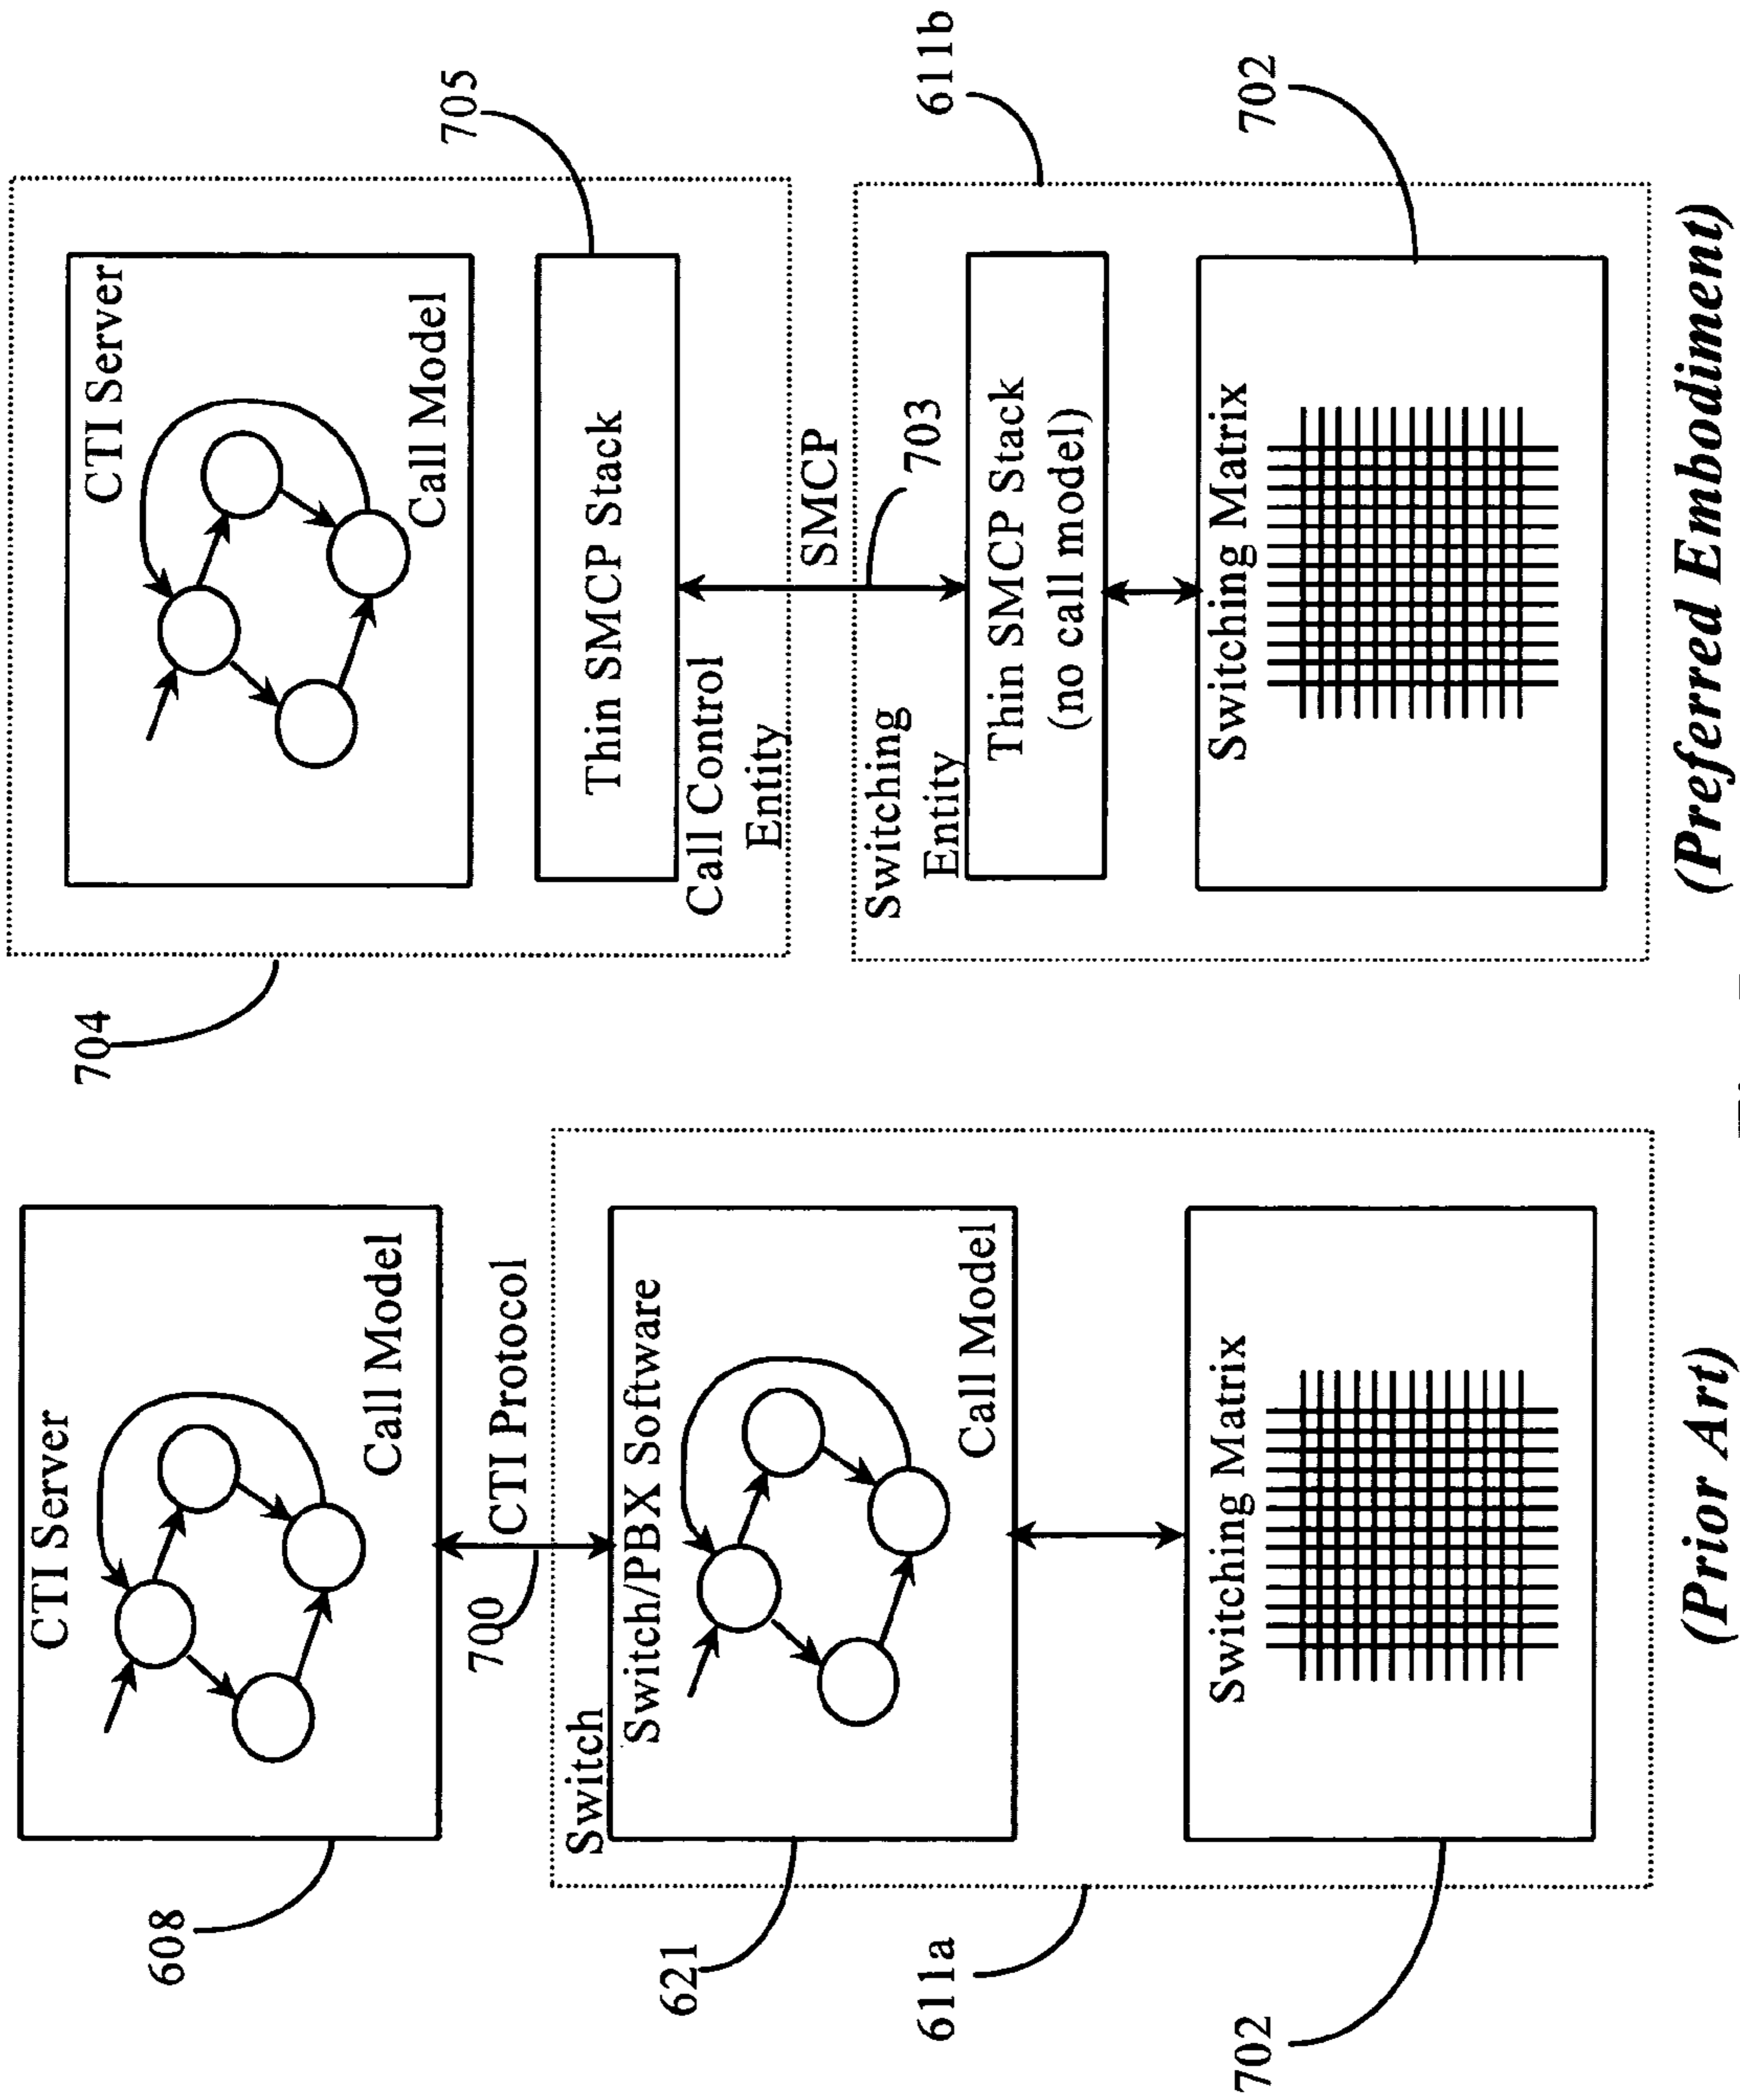 CTI Server
Call Model
608
CTI Protocol
700
Switch
Switch/PBX Software
Call Model
621
611a
Switching Matrix
702
(Prior Art)
CTI Server
Call Model
704
Thin SMCP Stack
705
Call Control
Entity
SMCP
703
Switching
Entity
611b
Thin SMCP Stack
(no call model)
Switching Matrix
702
(Preferred Embodiment)